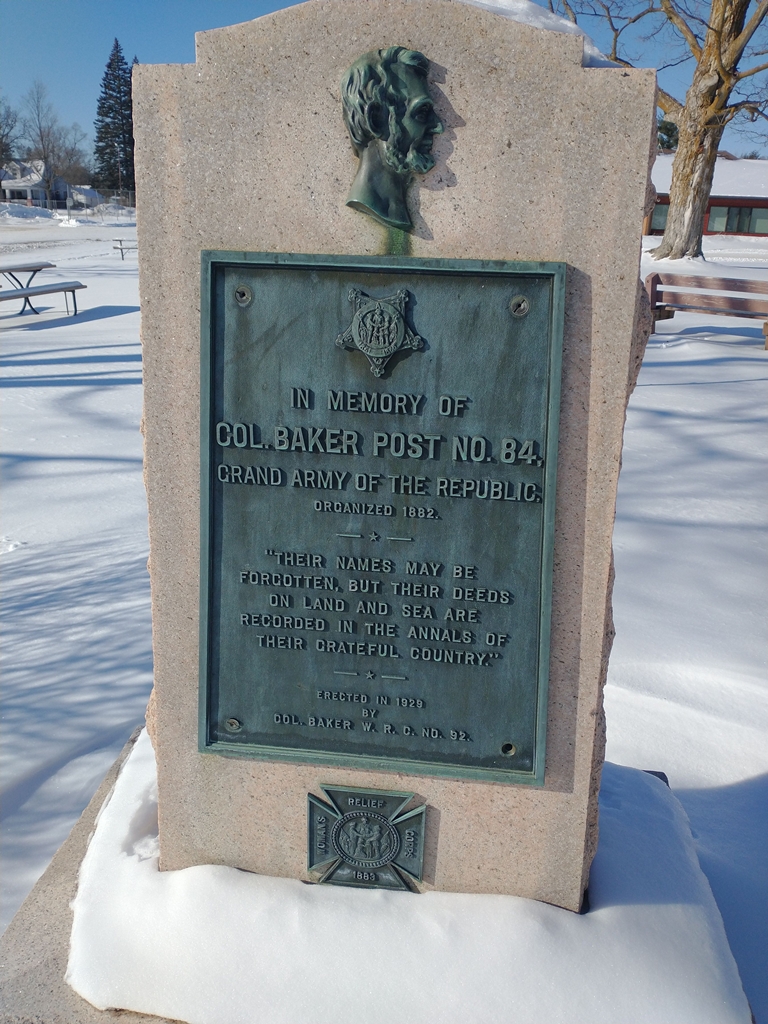 IN MEMORY OF
COL. BAKER POST NO. 84,
GRAND ARMY OF THE REPUBLIC.
ORGANIZED 1882.
"THEIR NAMES MAY BE
FORGOTTEN, BUT THEIR DEEDS
ON LAND AND SEA ARE
RECORDED IN THE ANNALS OF
THEIR GRATEFUL COUNTRY."
ERECTED IN 1929
BY
COL. BAKER W. R. C. NO. 92.
RELIEF
WOMAN'S
CORPS
1883